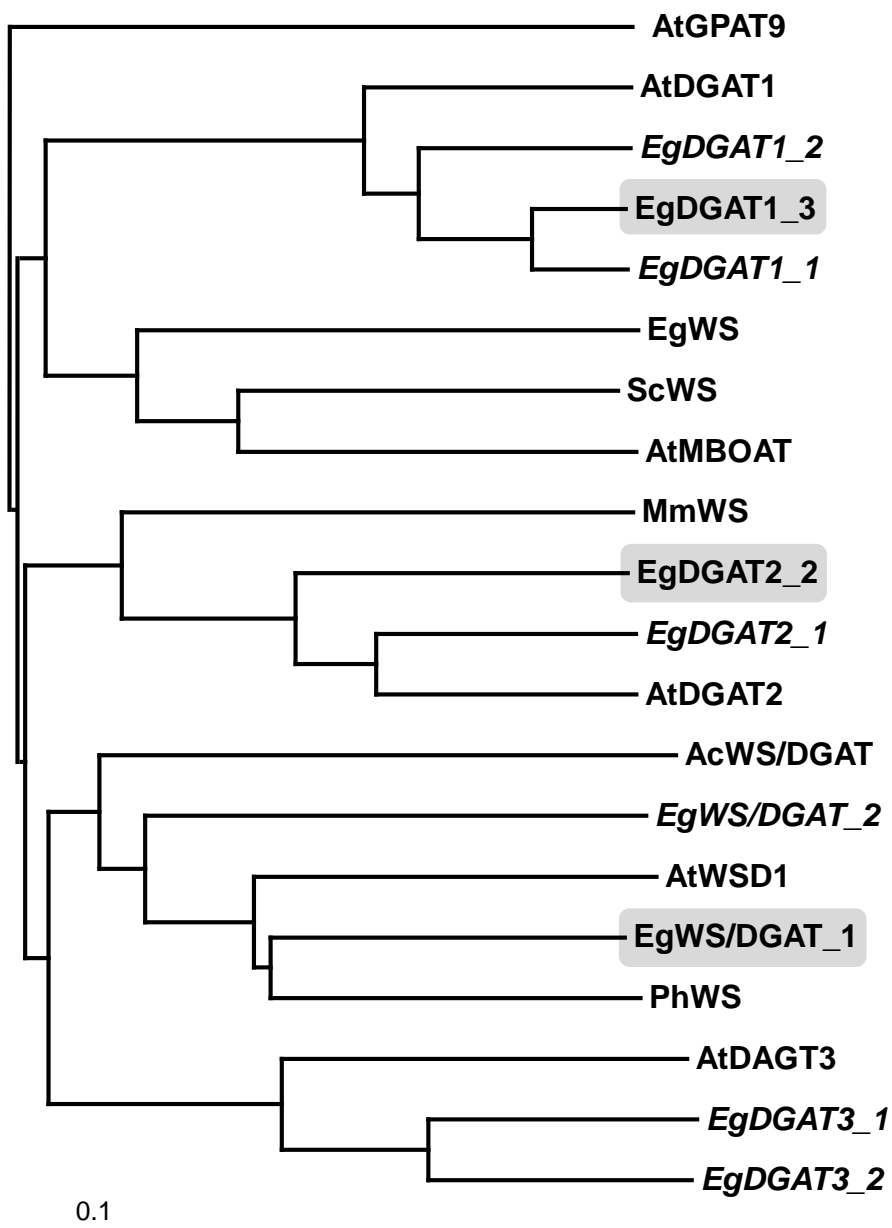 AtGPAT9
AtDGAT1
EgDGAT1_2
EgDGAT1_3
EgDGAT1_1
EgWS
ScWS
AtMBOAT
MmWS
EgDGAT2_2
EgDGAT2_1
AtDGAT2
AcWS/DGAT
EgWS/DGAT_2
AtWSD1
EgWS/DGAT_1
PhWS
AtDAGT3
EgDGAT3_1
EgDGAT3_2
0.1